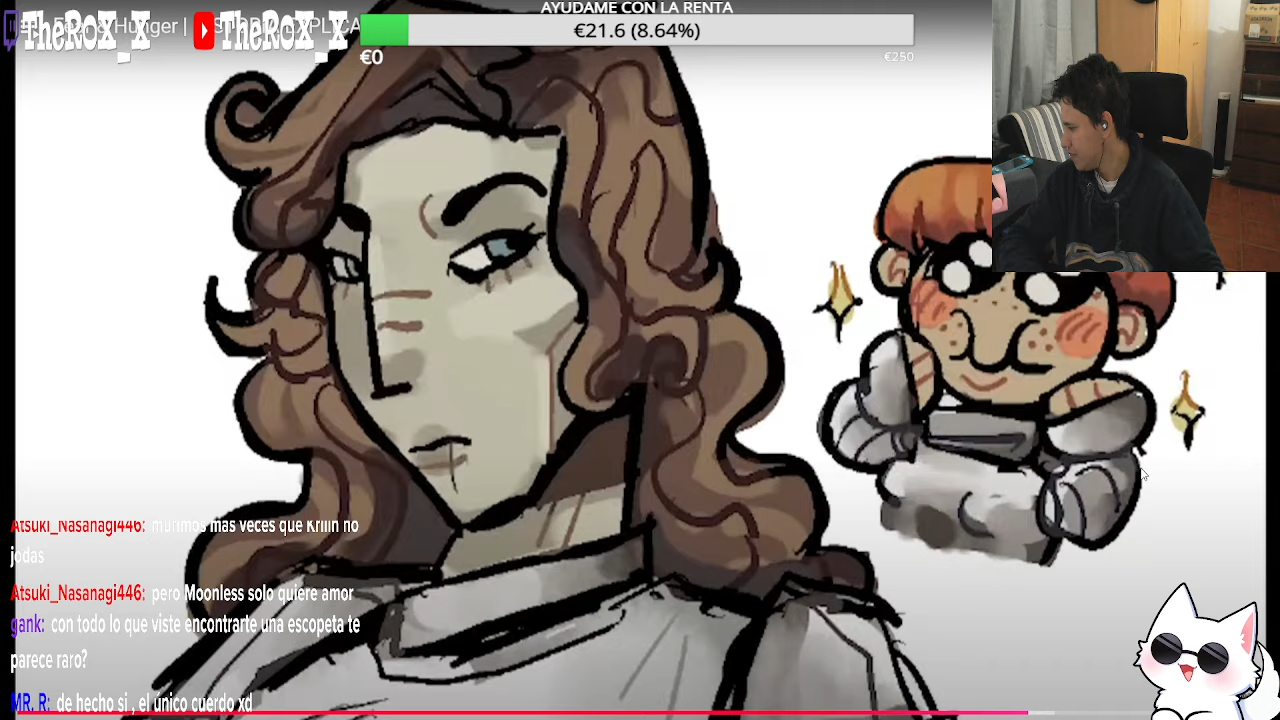 AYUDAME CON LA RENTA
TheROX_X
Hunger |
TheROX_X
€21.6 (8.64%)
€0
€250
Atsuki_Nasanagi446: murimos mas veces que Krilin no
jodas
Atsuki_Nasanagi446: pero Moonless solo quiere amor
gank: con todo lo que viste encontrarte una escopeta te
parece raro?
MR. R: de hecho si , el único cuerdo xd